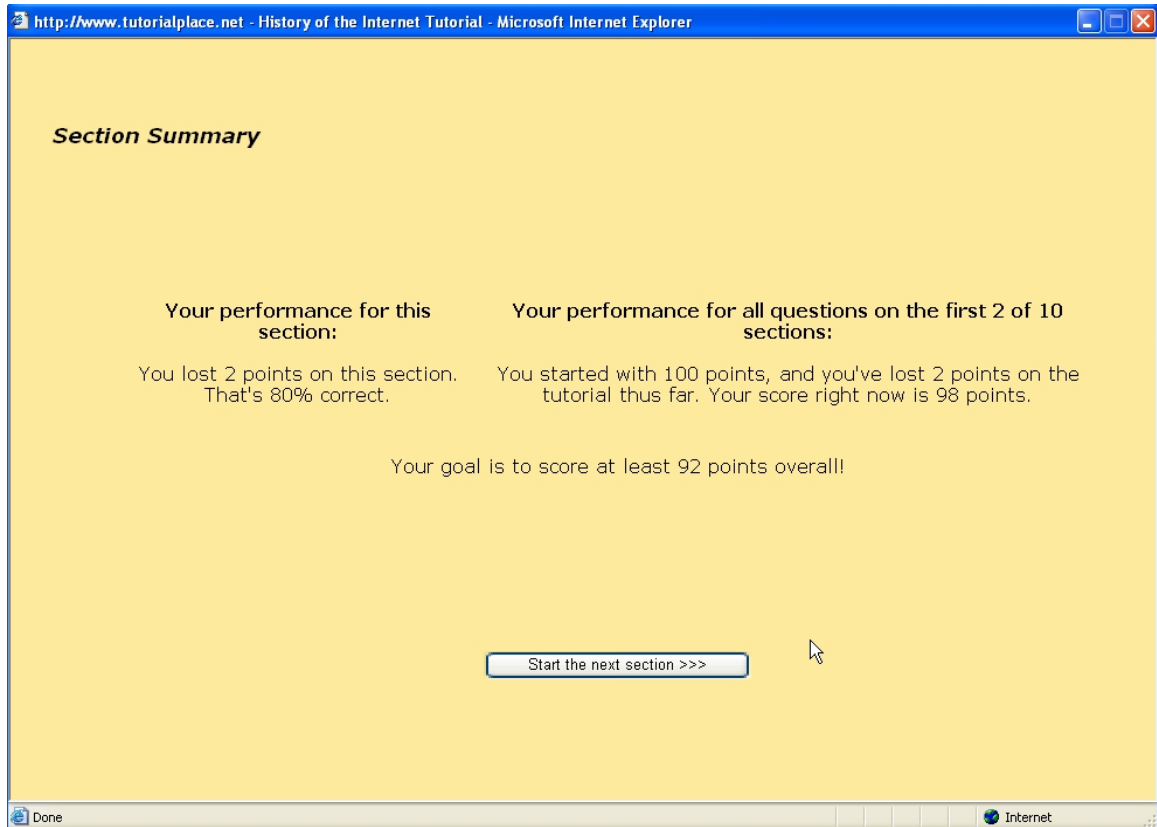 http://www.tutorialplace.net - History of the Internet Tutorial - Microsoft Internet Explorer
Section Summary
Your performance for this
section:
You lost 2 points on this section.
That's 80% correct.
Your performance for all questions on the first 2 of 10
sections:
You started with 100 points, and you've lost 2 points on the
tutorial thus far. Your score right now is 98 points.
Your goal is to score at least 92 points overall!
Start the next section >>>
Done
Internet